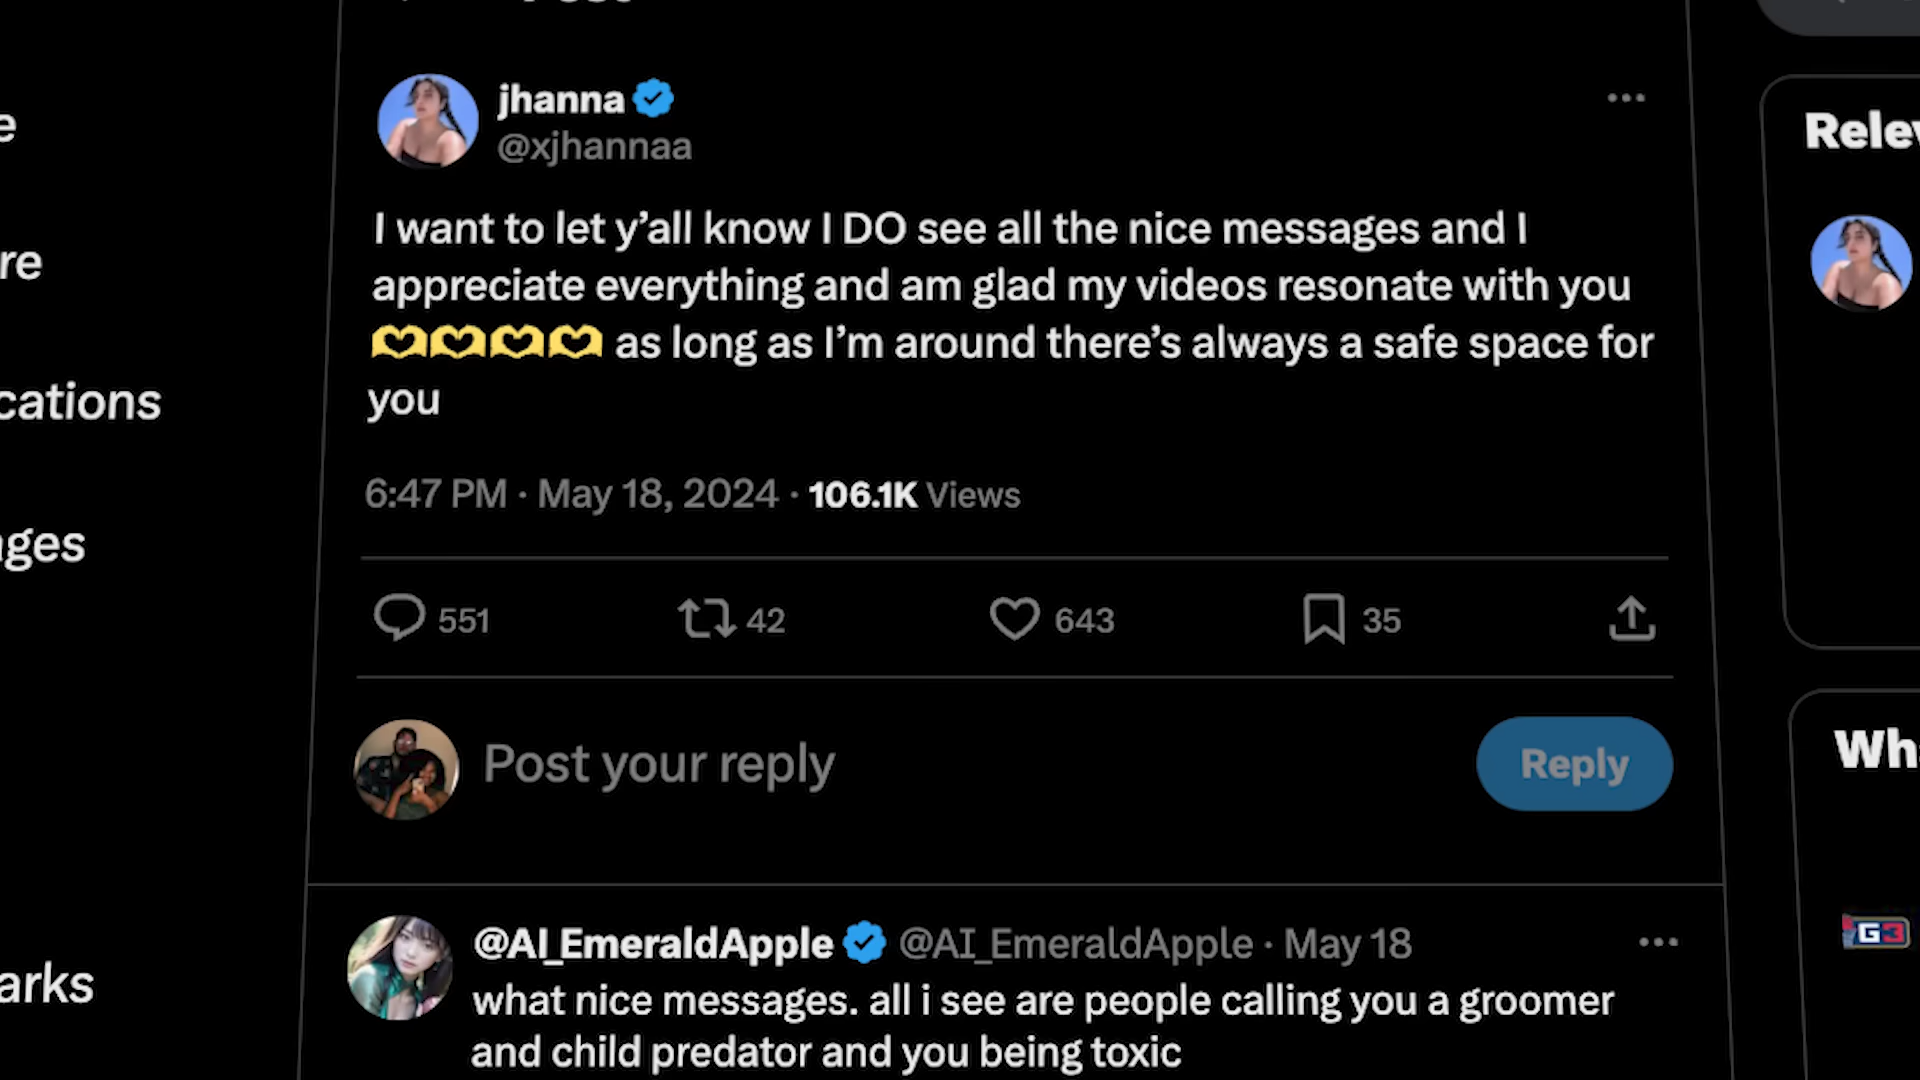 Post
jhanna
@xjhannaa
I want to let y’all know I DO see all the nice messages and I
appreciate everything and am glad my videos resonate with you
🫶🫶🫶🫶 as long as I’m around there’s always a safe space for
you
6:47 PM · May 18, 2024 · 106.1K Views
551 42 643 35
Post your reply
Reply
@AI_EmeraldApple @AI_EmeraldApple · May 18
what nice messages. all i see are people calling you a groomer
and child predator and you being toxic
e
re
cations
ages
arks
Relev
Wha
G3